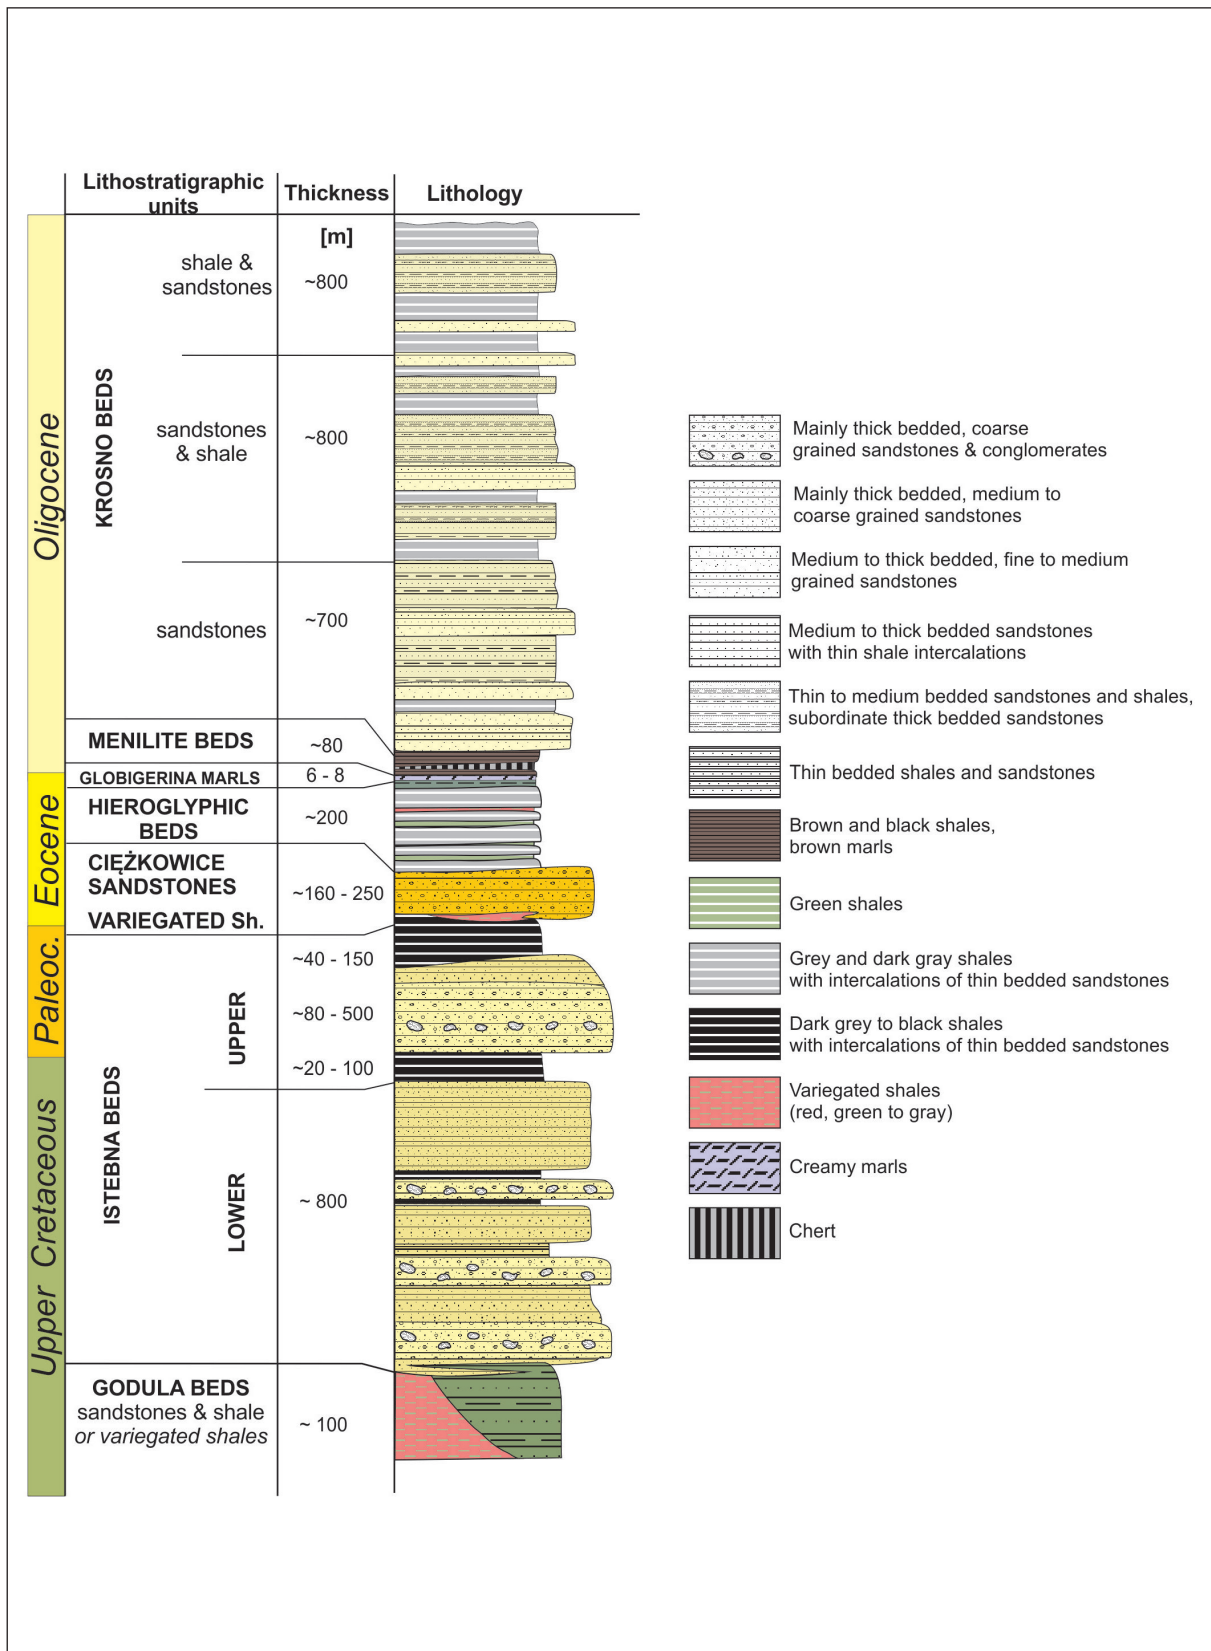 Lithostratigraphic
units
Thickness
Lithology
[m]
Oligocene
Eocene
Paleoc.
Upper Cretaceous
KROSNO BEDS
shale &
sandstones
~800
sandstones
& shale
~800
sandstones
~700
MENILITE BEDS
~80
GLOBIGERINA MARLS
6 - 8
HIEROGLYPHIC
BEDS
~200
CIĘŻKOWICE
SANDSTONES
~160 - 250
VARIEGATED Sh.
ISTEBNA BEDS
UPPER
~40 - 150
~80 - 500
~20 - 100
LOWER
~ 800
GODULA BEDS
sandstones & shale
or variegated shales
~ 100
Mainly thick bedded, coarse
grained sandstones & conglomerates
Mainly thick bedded, medium to
coarse grained sandstones
Medium to thick bedded, fine to medium
grained sandstones
Medium to thick bedded sandstones
with thin shale intercalations
Thin to medium bedded sandstones and shales,
subordinate thick bedded sandstones
Thin bedded shales and sandstones
Brown and black shales,
brown marls
Green shales
Grey and dark gray shales
with intercalations of thin bedded sandstones
Dark grey to black shales
with intercalations of thin bedded sandstones
Variegated shales
(red, green to gray)
Creamy marls
Chert